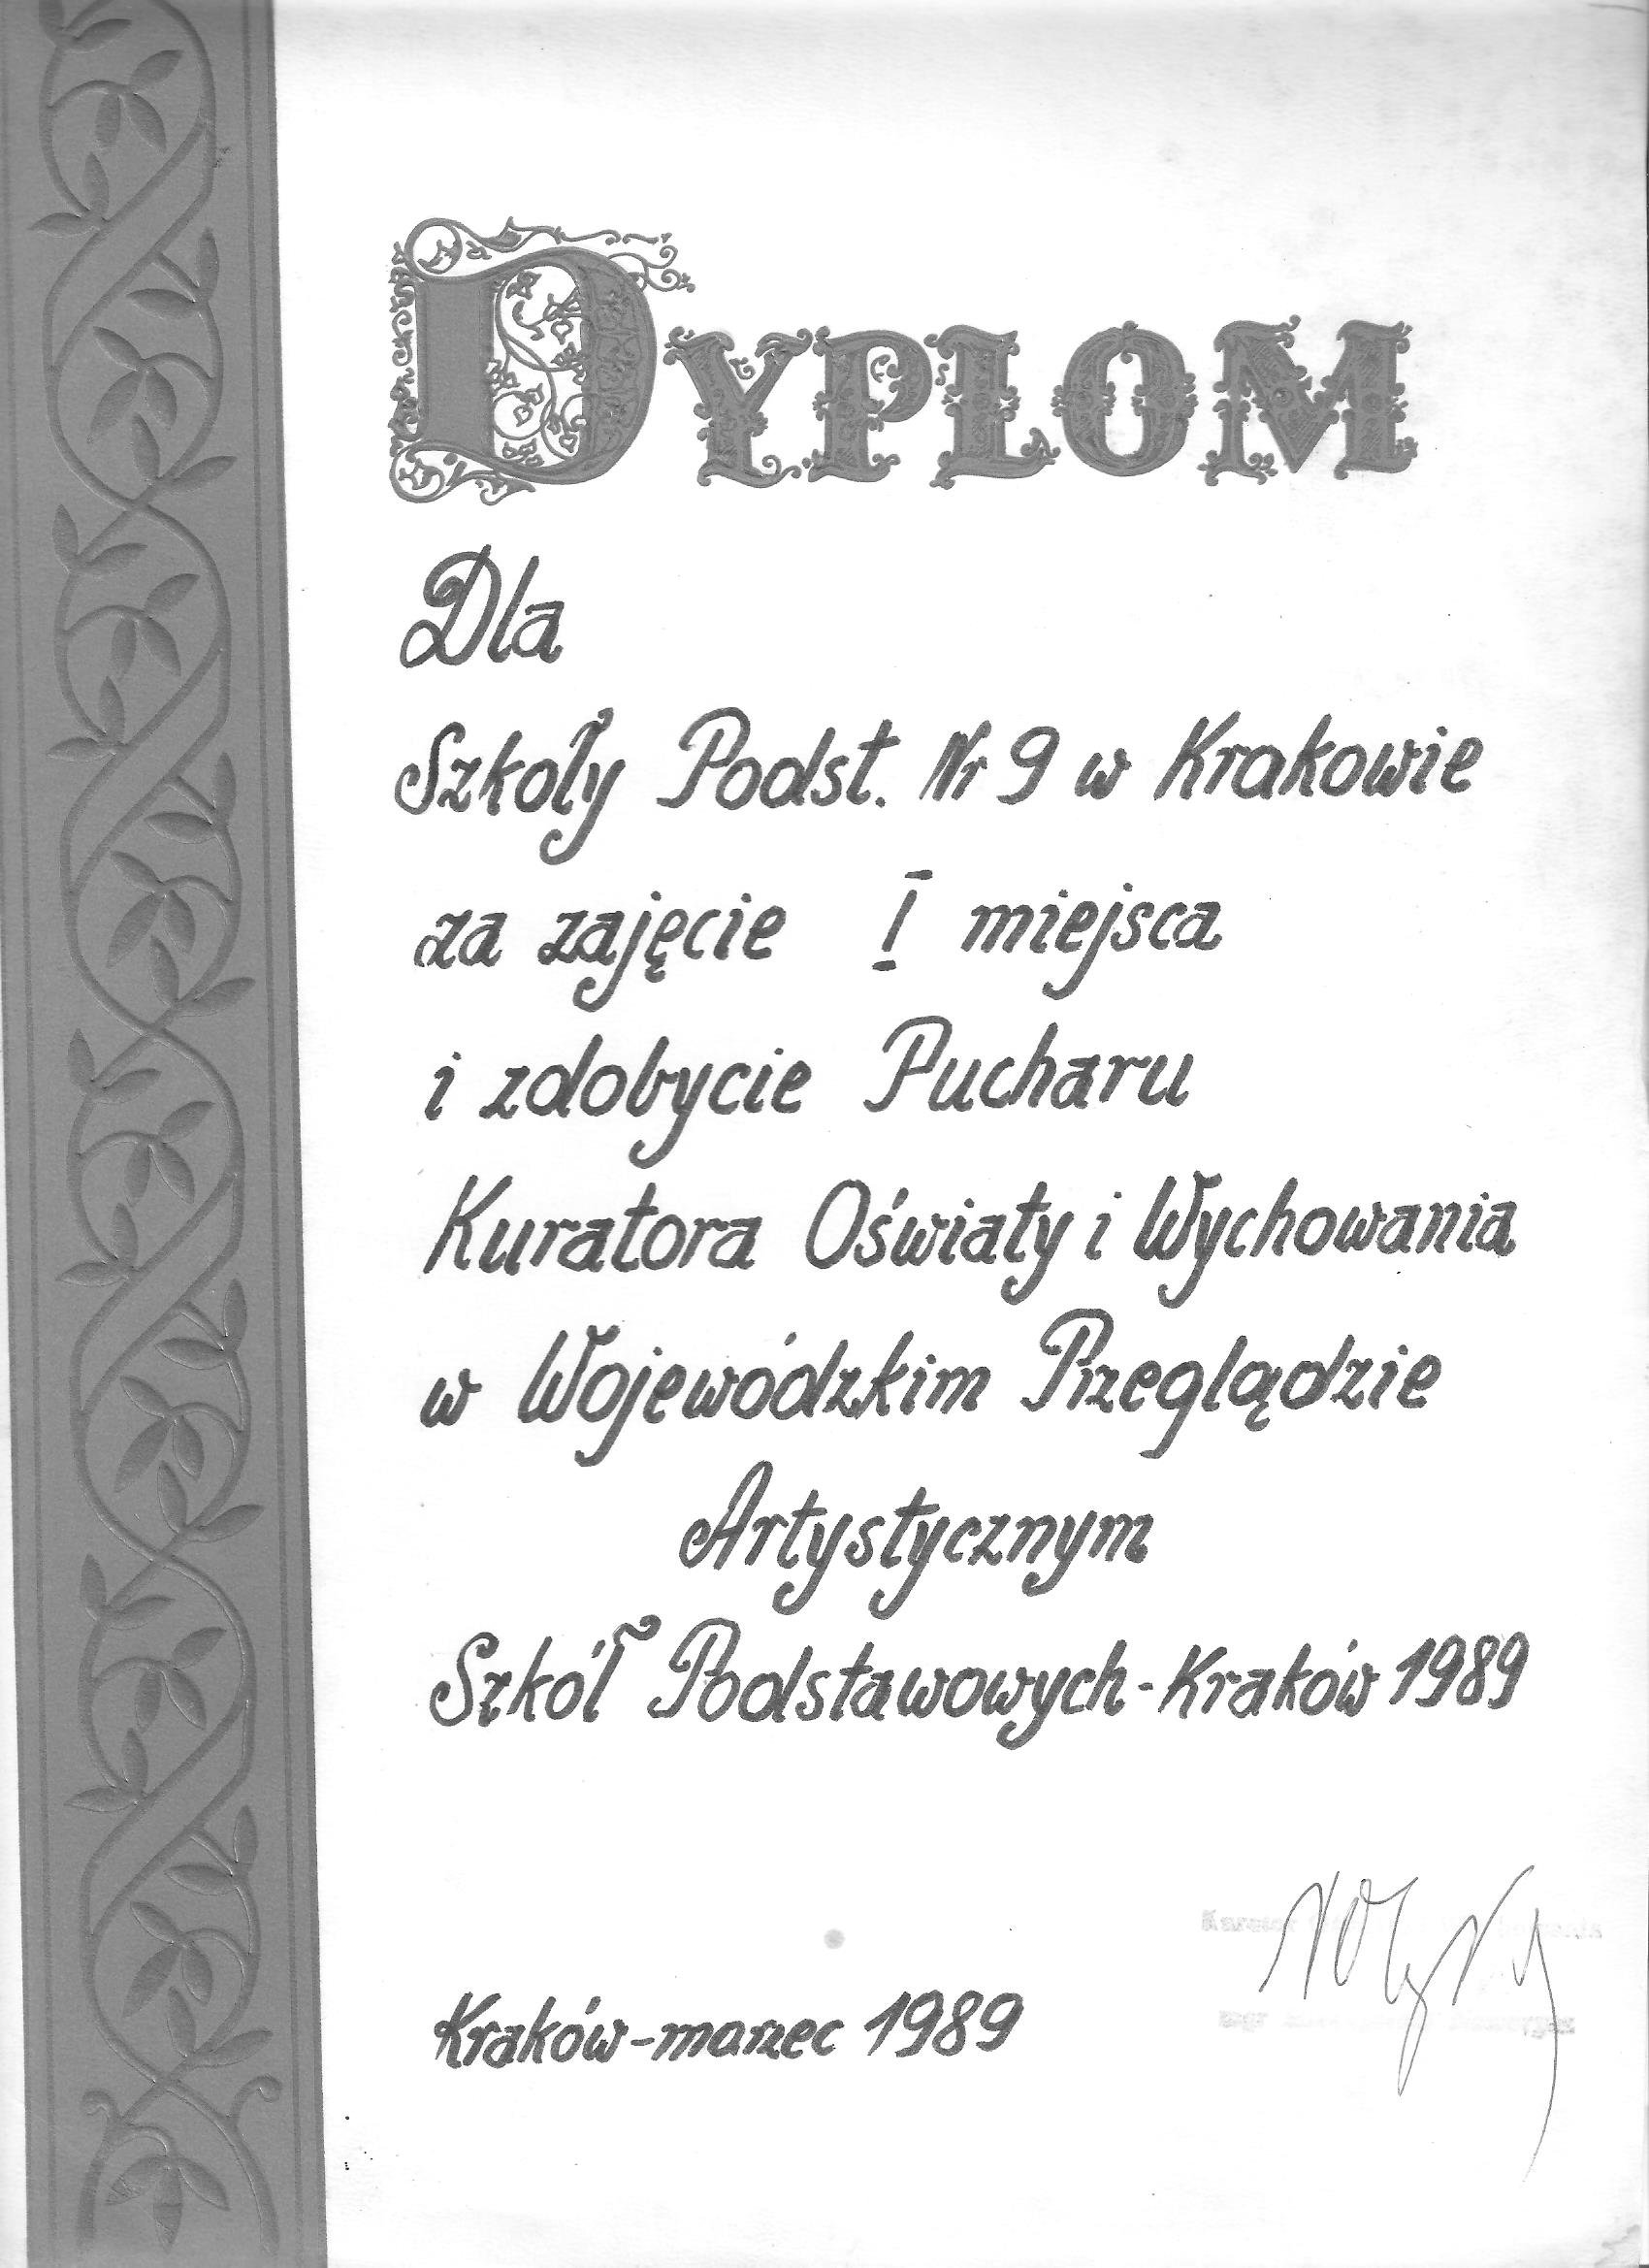 DYPLOM
Dla
Szkoły Podst. Nr 9 w Krakowie
za zajęcie I miejsca
i zdobycie Pucharu
Kuratora Oświaty i Wychowania
w Wojewódzkim Przeglądzie
Artystycznym
Szkół Podstawowych - Kraków 1989
Kraków - marzec 1989